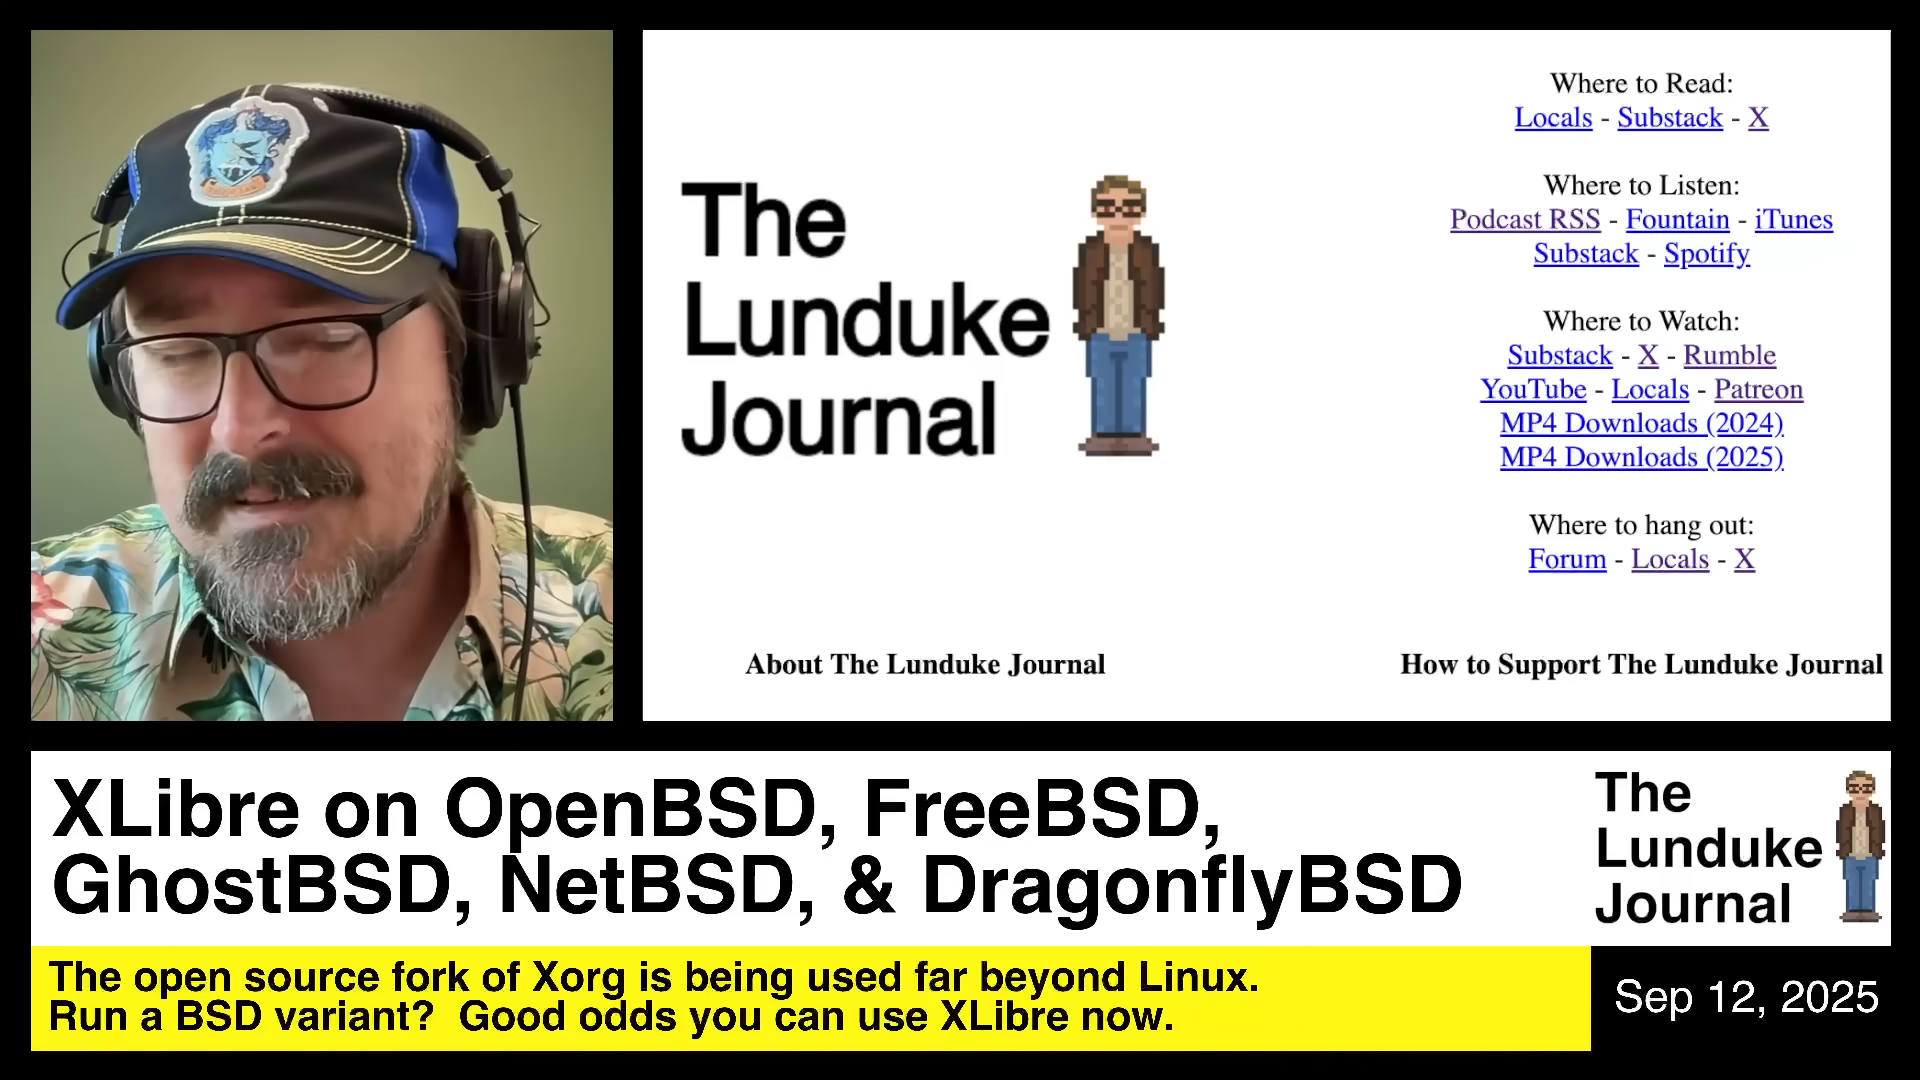 The
Lunduke
Journal
About The Lunduke Journal
Where to Read:
Locals - Substack - X
Where to Listen:
Podcast RSS - Fountain - iTunes
Substack - Spotify
Where to Watch:
Substack - X - Rumble
YouTube - Locals - Patreon
MP4 Downloads (2024)
MP4 Downloads (2025)
Where to hang out:
Forum - Locals - X
How to Support The Lunduke Journal
XLibre on OpenBSD, FreeBSD,
GhostBSD, NetBSD, & DragonflyBSD
The
Lunduke
Journal
The open source fork of Xorg is being used far beyond Linux.
Run a BSD variant?  Good odds you can use XLibre now.
Sep 12, 2025